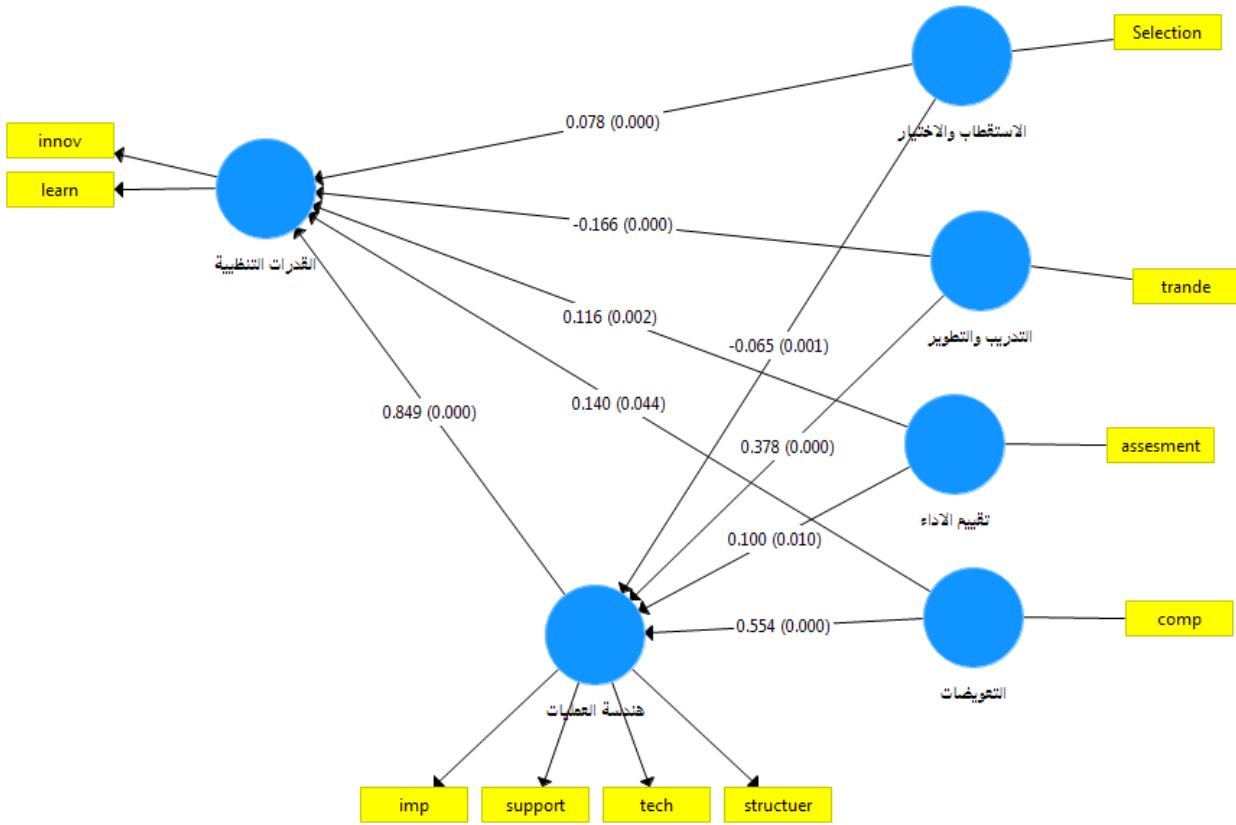 Selection
innov
0.078 (0.000)
الاستقطاب والاختيار
learn
-0.166 (0.000)
القدرات التنظيية
trande
0.116 (0.002)
-0.065 (0.001)
التدريب والتطوير
0.849 (0.000)
0.140 (0.044)
0.378 (0.000)
assesment
تقييم الاداء
0.100 (0.010)
comp
0.554 (0.000)
التعويضات
هندسة العمليات
imp
support
tech
structuer